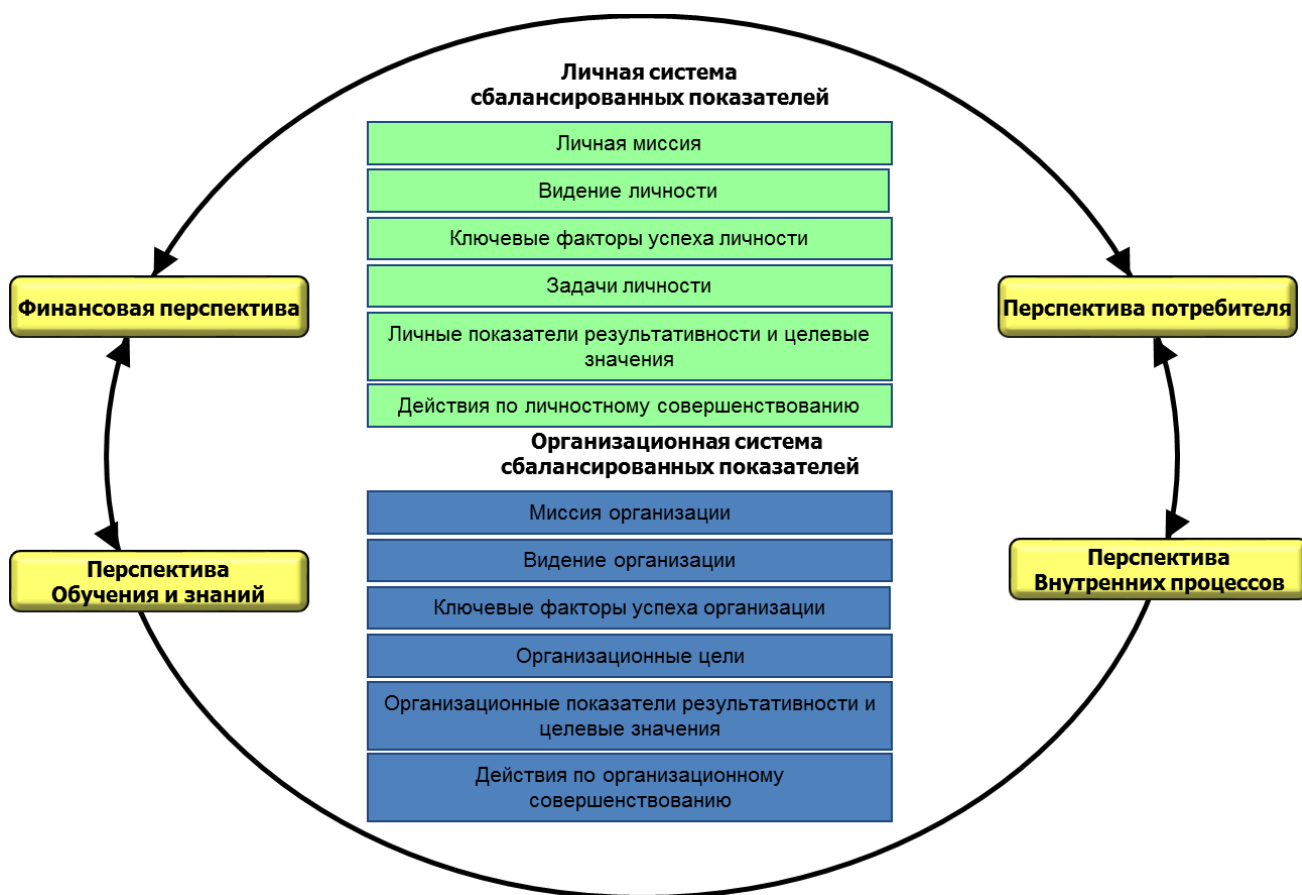 Личная система
сбалансированных показателей
Личная миссия
Видение личности
Ключевые факторы успеха личности
Задачи личности
Личные показатели результативности и целевые
значения
Действия по личностному совершенствованию
Финансовая перспектива
Перспектива потребителя
Организационная система
сбалансированных показателей
Миссия организации
Видение организации
Ключевые факторы успеха организации
Организационные цели
Организационные показатели результативности и
целевые значения
Действия по организационному
совершенствованию
Перспектива
Обучения и знаний
Перспектива
Внутренних процессов